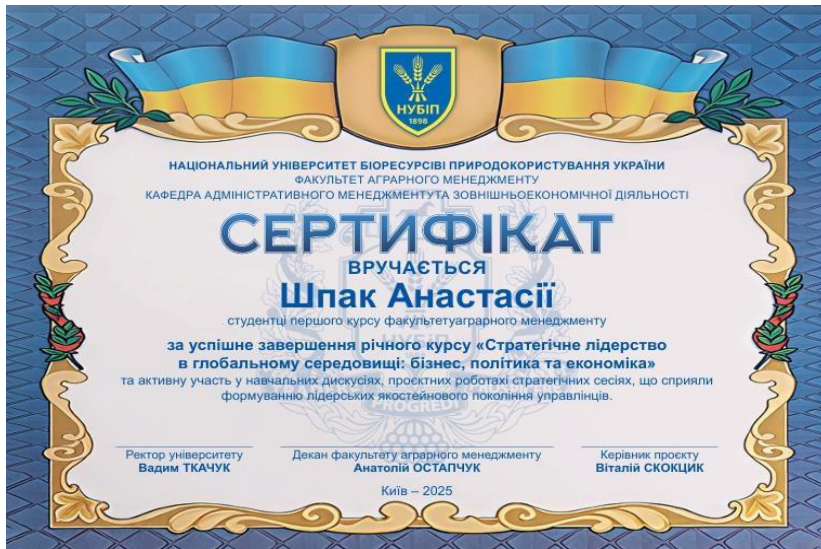 НУБіП
1898
НАЦІОНАЛЬНИЙ УНІВЕРСИТЕТ БІОРЕСУРСІВІ ПРИРОДОКОРИСТУВАННЯ УКРАЇНИ
ФАКУЛЬТЕТ АГРАРНОГО МЕНЕДЖМЕНТУ
КАФЕДРА АДМІНІСТРАТИВНОГО МЕНЕДЖМЕНТУТА ЗОВНІШНЬОЕКОНОМІЧНОЇ ДІЯЛЬНОСТІ
СЕРТИФІКАТ
ВРУЧАЄТЬСЯ
Шпак Анастасії
студентці першого курсу факультетуаграрного менеджменту
за успішне завершення річного курсу «Стратегічне лідерство
в глобальному середовищі: бізнес, політика та економіка»
та активну участь у навчальних дискусіях, проєктних роботахі стратегічних сесіях, що сприяли
формуванню лідерських якостейнового покоління управлінців.
PROGREDI
Ректор університету
Вадим ТКАЧУК
Декан факультету аграрного менеджменту
Анатолій ОСТАПЧУК
Керівник проєкту
Віталій СКОКЦИК
Київ – 2025